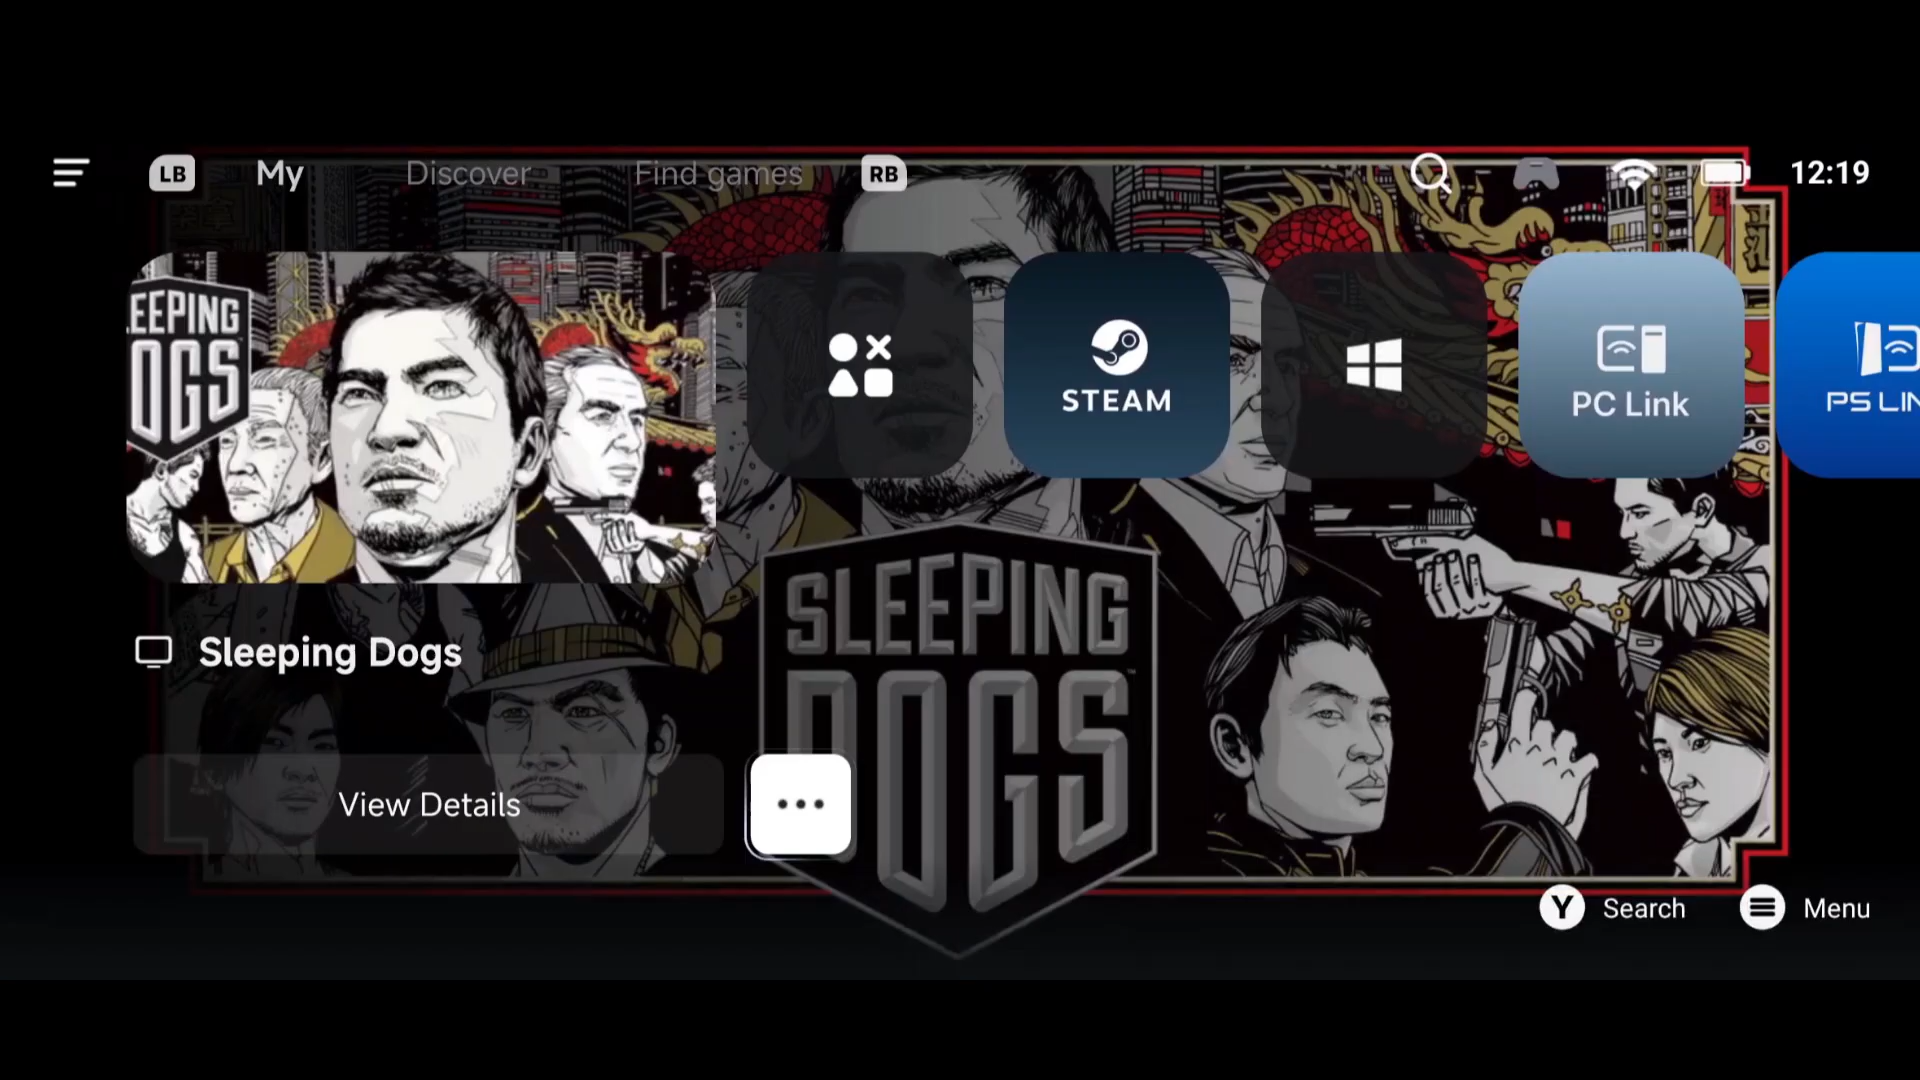 LB My Discover Find games RB 12:19
EEPING
OGS
STEAM
PC Link
PS LIN
SLEEPING
DOGS
Sleeping Dogs
View Details
...
Y Search Menu